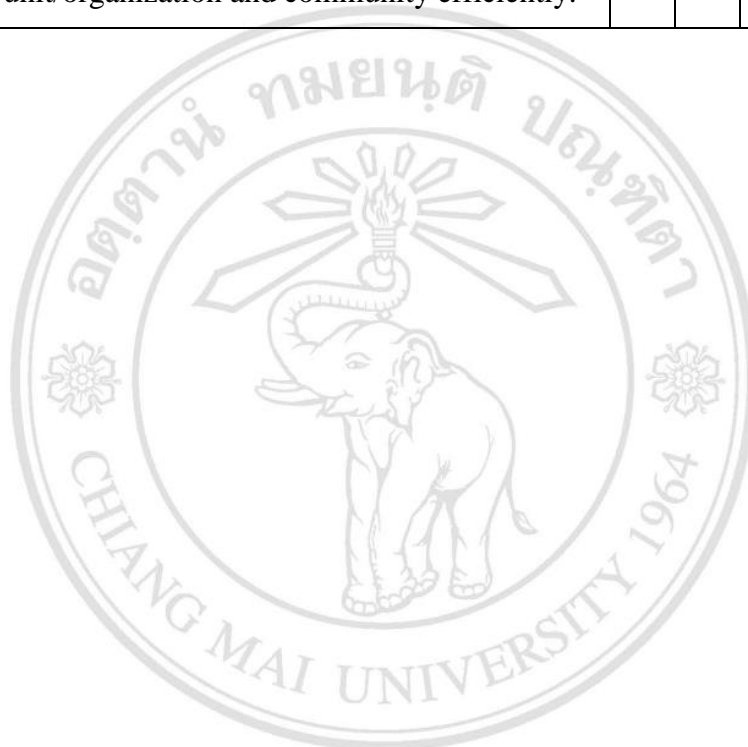 unit/organization and community efficiently.
อตฺตานํ ทมยนฺติ ปณฺฑิตา
CHIANG MAI UNIVERSITY 1964